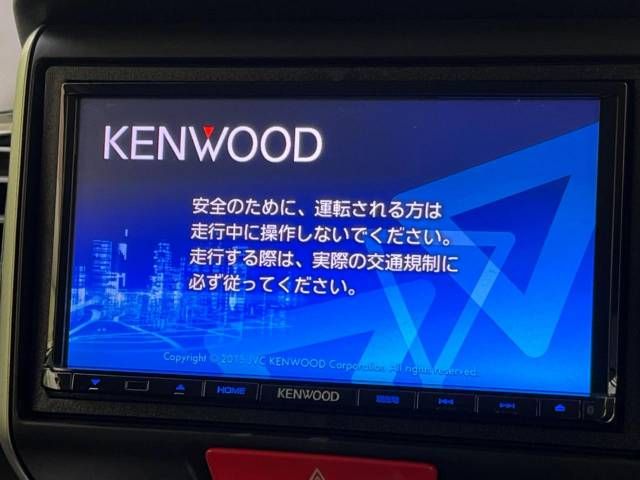 KENWOOD
安全のために、運転される方は
走行中に操作しないでください。
走行する際は、実際の交通規制に
必ず従ってください。
Copyright © 2015 JVC KENWOOD Corporation All rights reserved.
HOME
KENWOOD
現在地